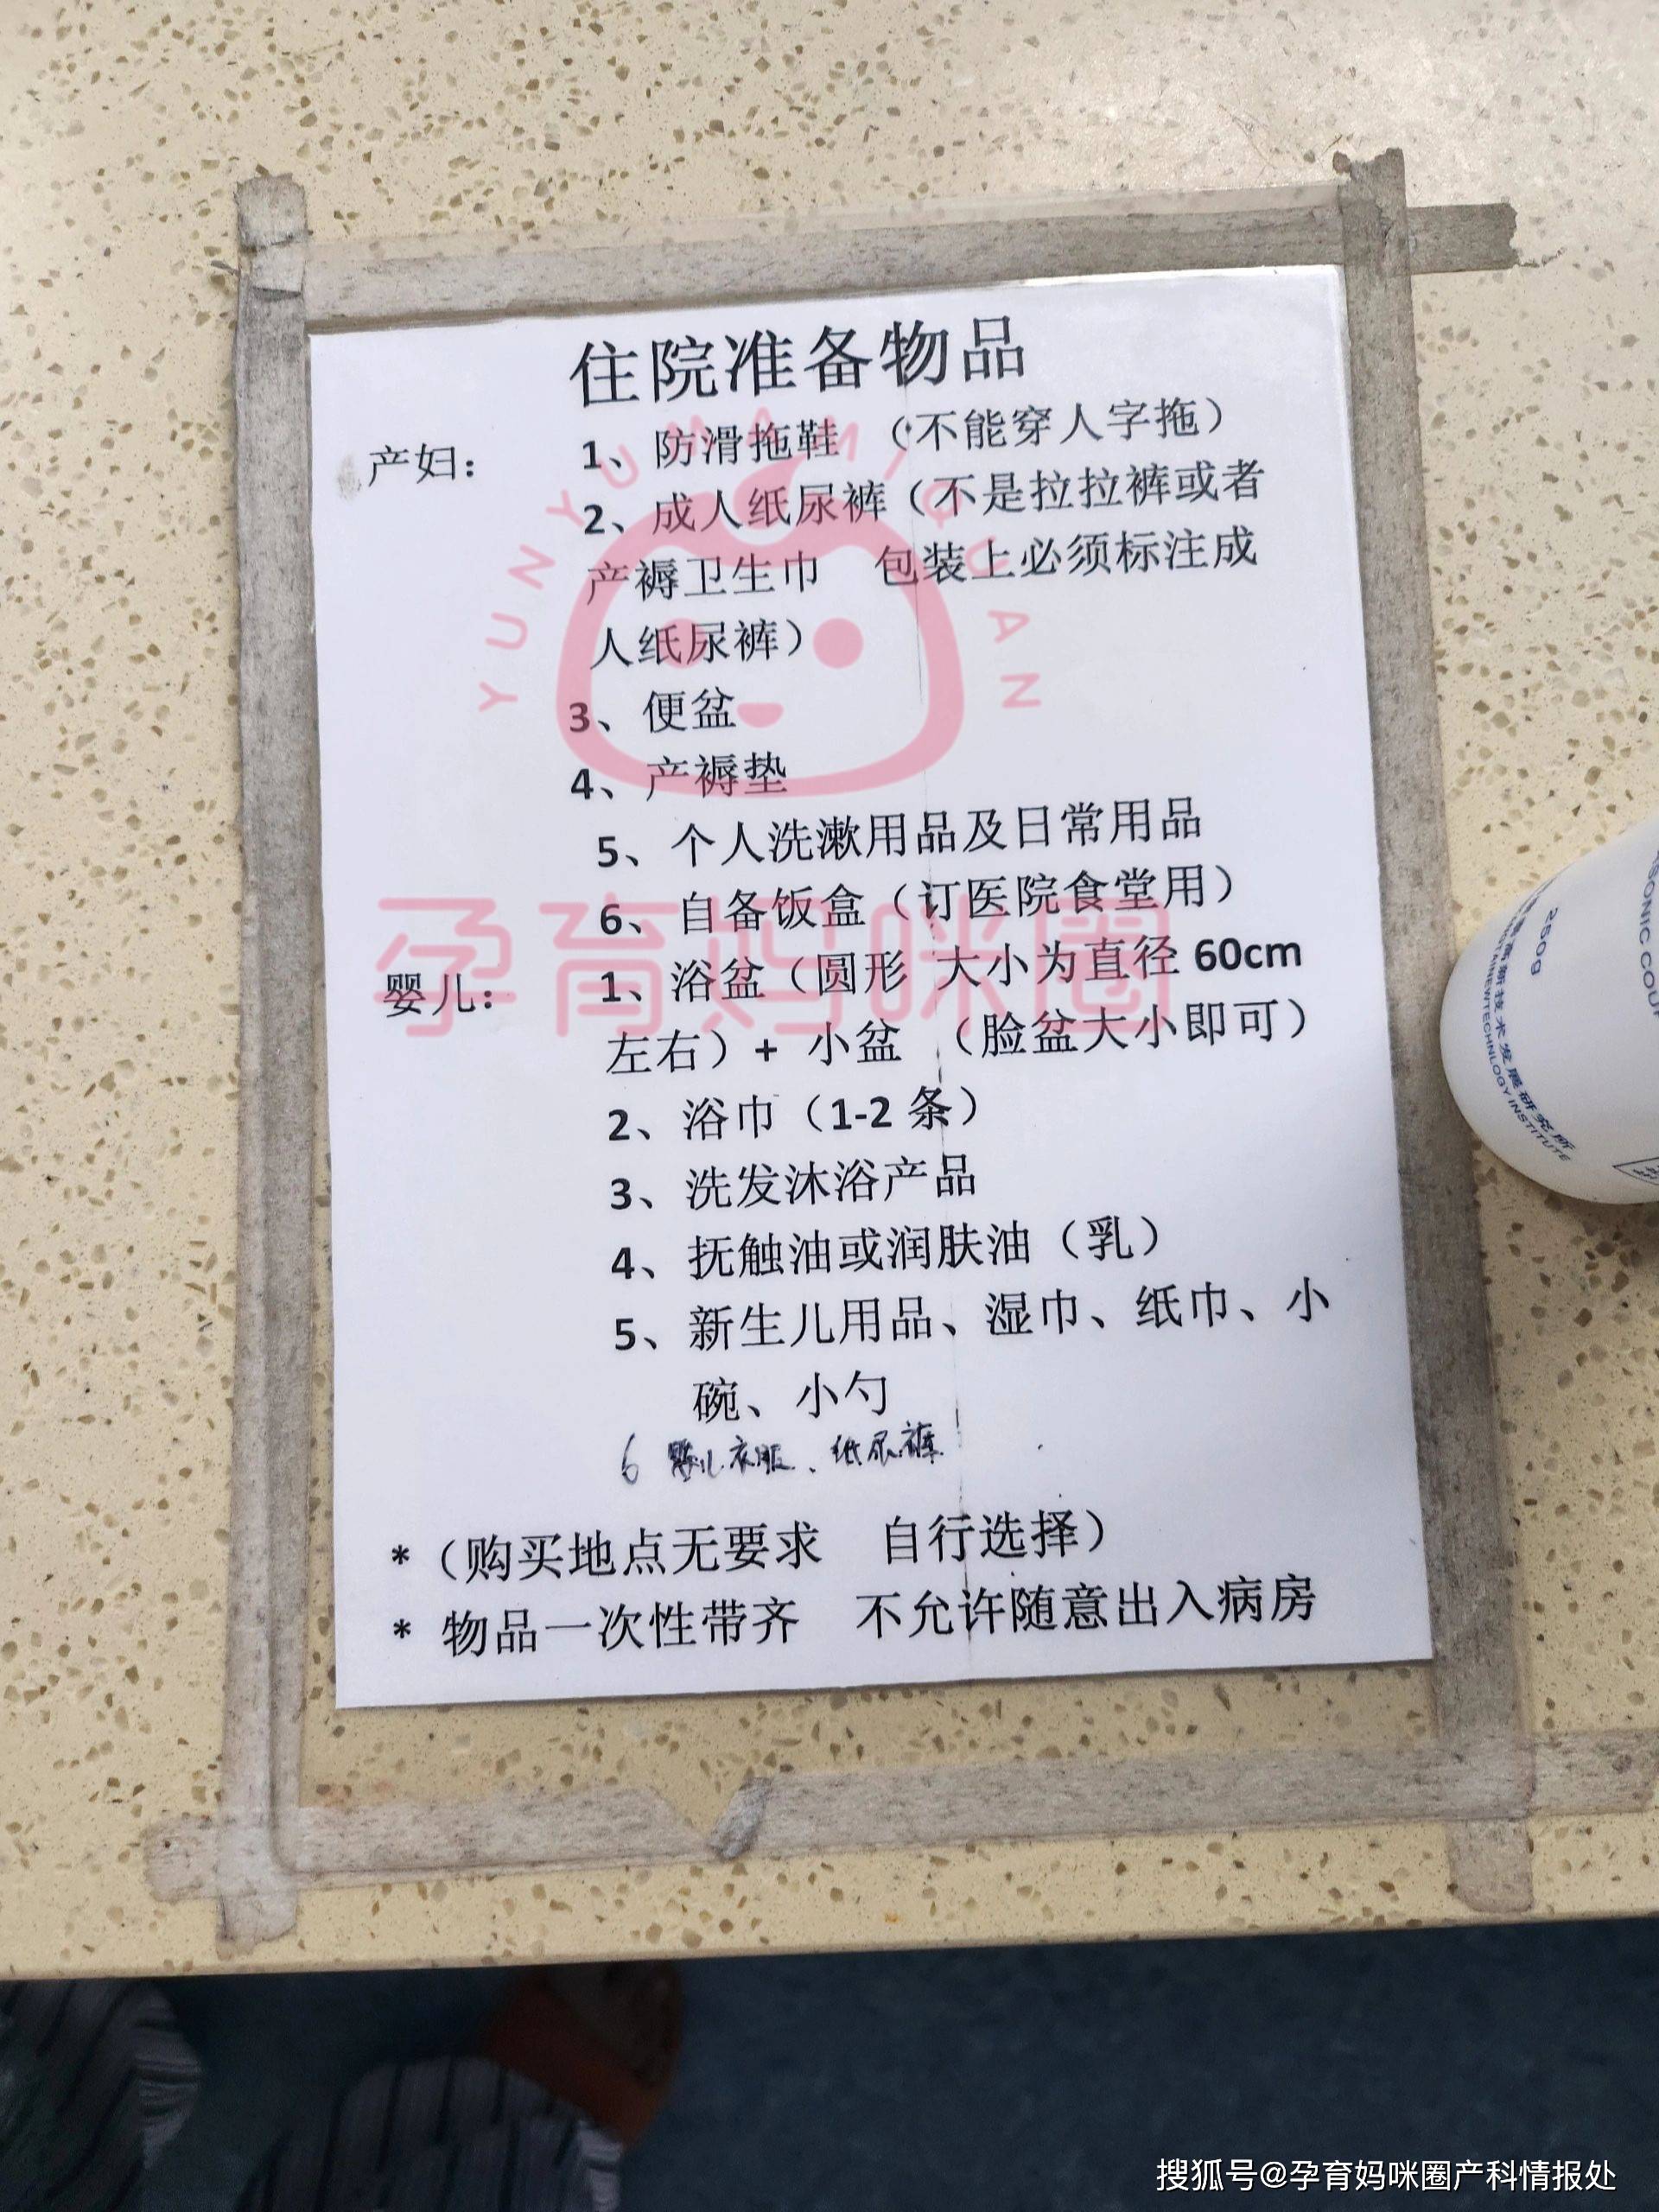 住院准备物品
产妇： 1、防滑拖鞋 （不能穿人字拖）
2、成人纸尿裤（不是拉拉裤或者
产褥卫生巾 包装上必须标注成
人纸尿裤）
3、便盆
4、产褥垫
5、个人洗漱用品及日常用品
6、自备饭盒（订医院食堂用）
婴儿： 1、浴盆（圆形 大小为直径 60cm
左右）+ 小盆 （脸盆大小即可）
2、浴巾（1-2 条）
3、洗发沐浴产品
4、抚触油或润肤油（乳）
5、新生儿用品、湿巾、纸巾、小
碗、小勺
6 婴儿衣服、纸尿裤
*（购买地点无要求 自行选择）
* 物品一次性带齐 不允许随意出入病房
YUNYUMAMIQUAN
孕育妈咪圈
250g
新技术发展研究所
NEWTECHNLOGY INSTITUTE
搜狐号@孕育妈咪圈产科情报处